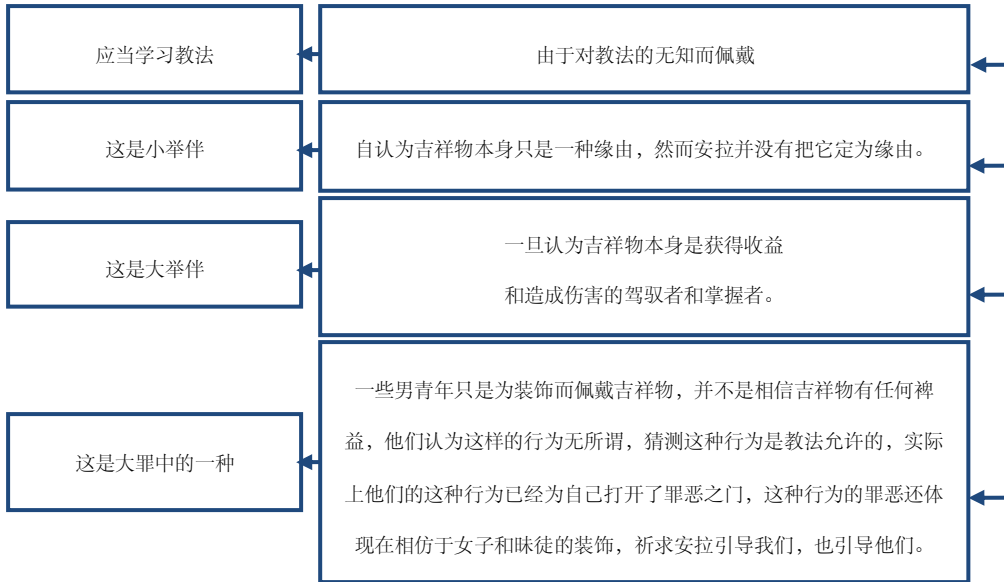 应当学习教法
由于对教法的无知而佩戴
这是小举伴
自认为吉祥物本身只是一种缘由，然而安拉并没有把它定为缘由。
这是大举伴
一旦认为吉祥物本身是获得收益
和造成伤害的驾驭者和掌握者。
这是大罪中的一种
一些男青年只是为装饰而佩戴吉祥物，并不是相信吉祥物有任何裨
益，他们认为这样的行为无所谓，猜测这种行为是教法允许的，实际
上他们的这种行为已经为自己打开了罪恶之门，这种行为的罪恶还体
现在相仿于女子和昧徒的装饰，祈求安拉引导我们，也引导他们。